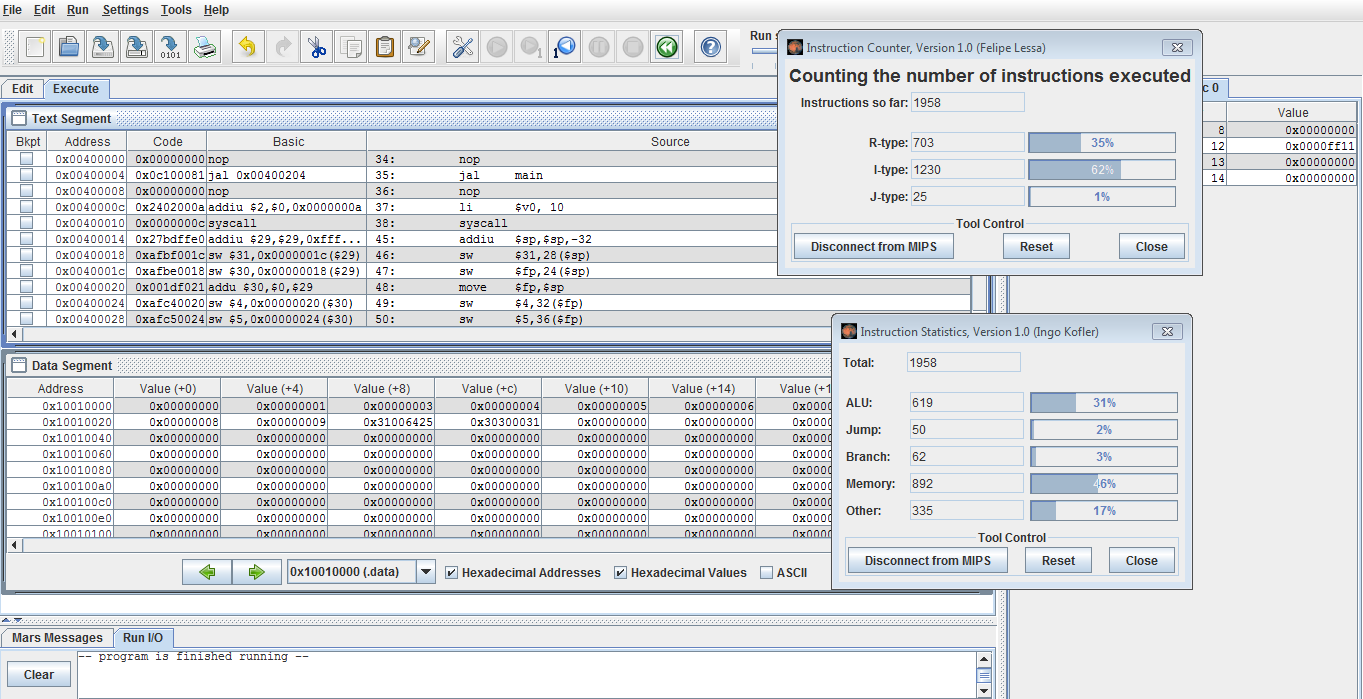 File Edit Run Settings Tools Help
Run s
Edit Execute
Text Segment
Bkpt Address Code Basic Source
0x00400000 0x00000000 nop 34: nop
0x00400004 0x0c100081 jal 0x00400204 35: jal main
0x00400008 0x00000000 nop 36: nop
0x0040000c 0x2402000a addiu $2,$0,0x0000000a 37: li $v0, 10
0x00400010 0x0000000c syscall 38: syscall
0x00400014 0x27bdffe0 addiu $29,$29,0xfff... 45: addiu $sp,$sp,-32
0x00400018 0xafbf001c sw $31,0x0000001c($29) 46: sw $31,28($sp)
0x0040001c 0xafbe0018 sw $30,0x00000018($29) 47: sw $fp,24($sp)
0x00400020 0x001df021 addu $30,$0,$29 48: move $fp,$sp
0x00400024 0xafc40020 sw $4,0x00000020($30) 49: sw $4,32($fp)
0x00400028 0xafc50024 sw $5,0x00000024($30) 50: sw $5,36($fp)
Data Segment
Address Value (+0) Value (+4) Value (+8) Value (+c) Value (+10) Value (+14) Value (+1
0x10010000 0x00000000 0x00000001 0x00000003 0x00000004 0x00000005 0x00000006 0x0000
0x10010020 0x00000008 0x00000009 0x31006425 0x30300031 0x00000000 0x00000000 0x0000
0x10010040 0x00000000 0x00000000 0x00000000 0x00000000 0x00000000 0x00000000 0x0000
0x10010060 0x00000000 0x00000000 0x00000000 0x00000000 0x00000000 0x00000000 0x0000
0x10010080 0x00000000 0x00000000 0x00000000 0x00000000 0x00000000 0x00000000 0x0000
0x100100a0 0x00000000 0x00000000 0x00000000 0x00000000 0x00000000 0x00000000 0x0000
0x100100c0 0x00000000 0x00000000 0x00000000 0x00000000 0x00000000 0x00000000 0x0000
0x100100e0 0x00000000 0x00000000 0x00000000 0x00000000 0x00000000 0x00000000 0x0000
0x10010100 0x00000000 0x00000000 0x00000000 0x00000000 0x00000000 0x00000000 0x0000
0x10010000 (.data) Hexadecimal Addresses Hexadecimal Values ASCII
Mars Messages Run I/O
Clear
-- program is finished running --
Instruction Counter, Version 1.0 (Felipe Lessa)
Counting the number of instructions executed
Instructions so far: 1958
R-type: 703 35%
I-type: 1230 62%
J-type: 25 1%
Tool Control
Disconnect from MIPS Reset Close
c 0
Value
8 0x00000000
12 0x0000ff11
13 0x00000000
14 0x00000000
Instruction Statistics, Version 1.0 (Ingo Kofler)
Total: 1958
ALU: 619 31%
Jump: 50 2%
Branch: 62 3%
Memory: 892 46%
Other: 335 17%
Tool Control
Disconnect from MIPS Reset Close